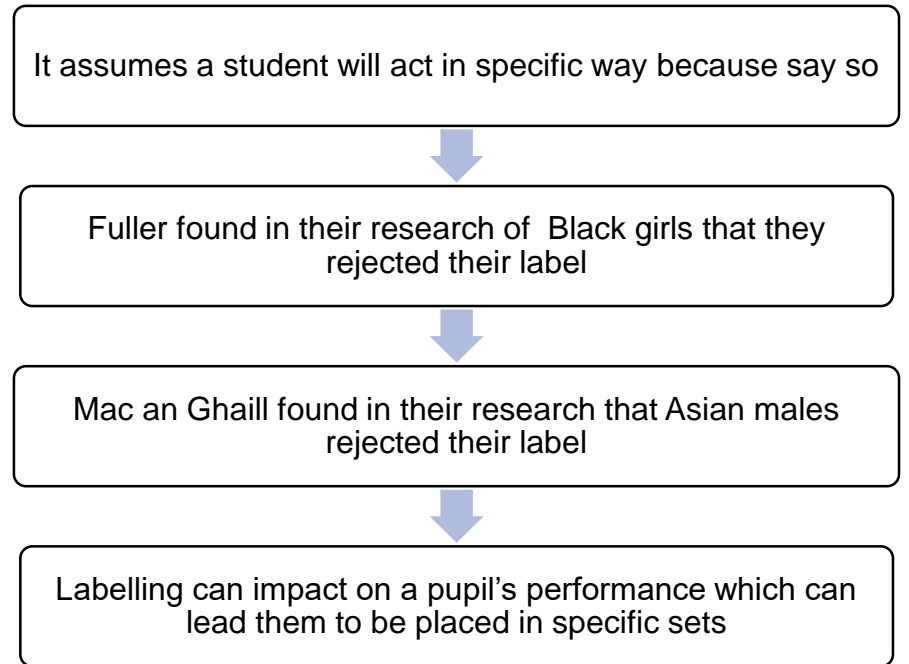 It assumes a student will act in specific way because say so
Fuller found in their research of  Black girls that they
rejected their label
Mac an Ghaill found in their research that Asian males
rejected their label
Labelling can impact on a pupil’s performance which can
lead them to be placed in specific sets